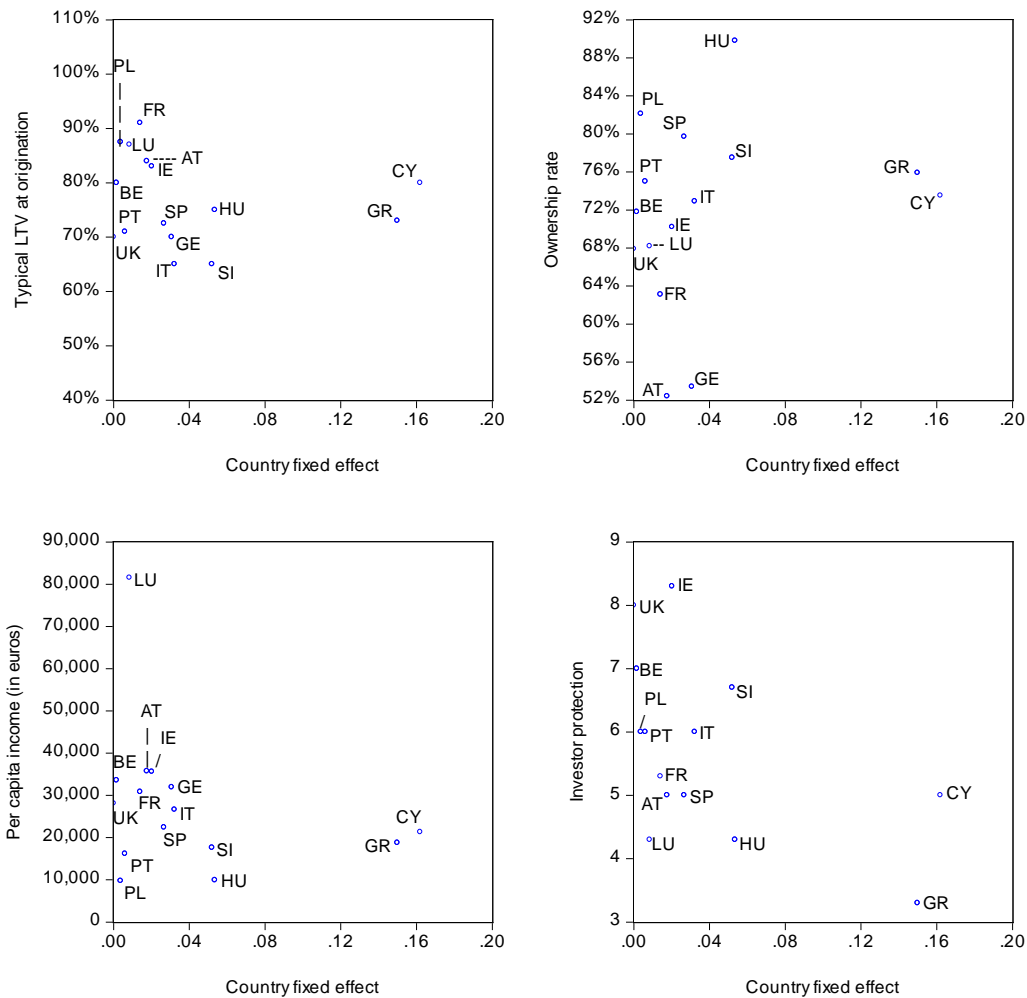 110%
100%
90%
80%
70%
60%
50%
40%
Typical LTV at origination
PL
FR
LU
AT
IE
CY
BE
HU
SP
PT
GR
GE
UK
IT
SI
.00 .04 .08 .12 .16 .20
Country fixed effect
92%
88%
84%
80%
76%
72%
68%
64%
60%
56%
52%
Ownership rate
HU
PL
SP
SI
PT
GR
IT
CY
BE
IE
LU
UK
FR
GE
AT
.00 .04 .08 .12 .16 .20
Country fixed effect
90,000
80,000
70,000
60,000
50,000
40,000
30,000
20,000
10,000
0
Per capita income (in euros)
LU
AT
IE
BE
GE
FR
IT
UK
CY
SP
GR
SI
PT
HU
PL
.00 .04 .08 .12 .16 .20
Country fixed effect
9
8
7
6
5
4
3
Investor protection
IE
UK
BE
SI
PL
PT
IT
FR
AT
SP
CY
LU
HU
GR
.00 .04 .08 .12 .16 .20
Country fixed effect